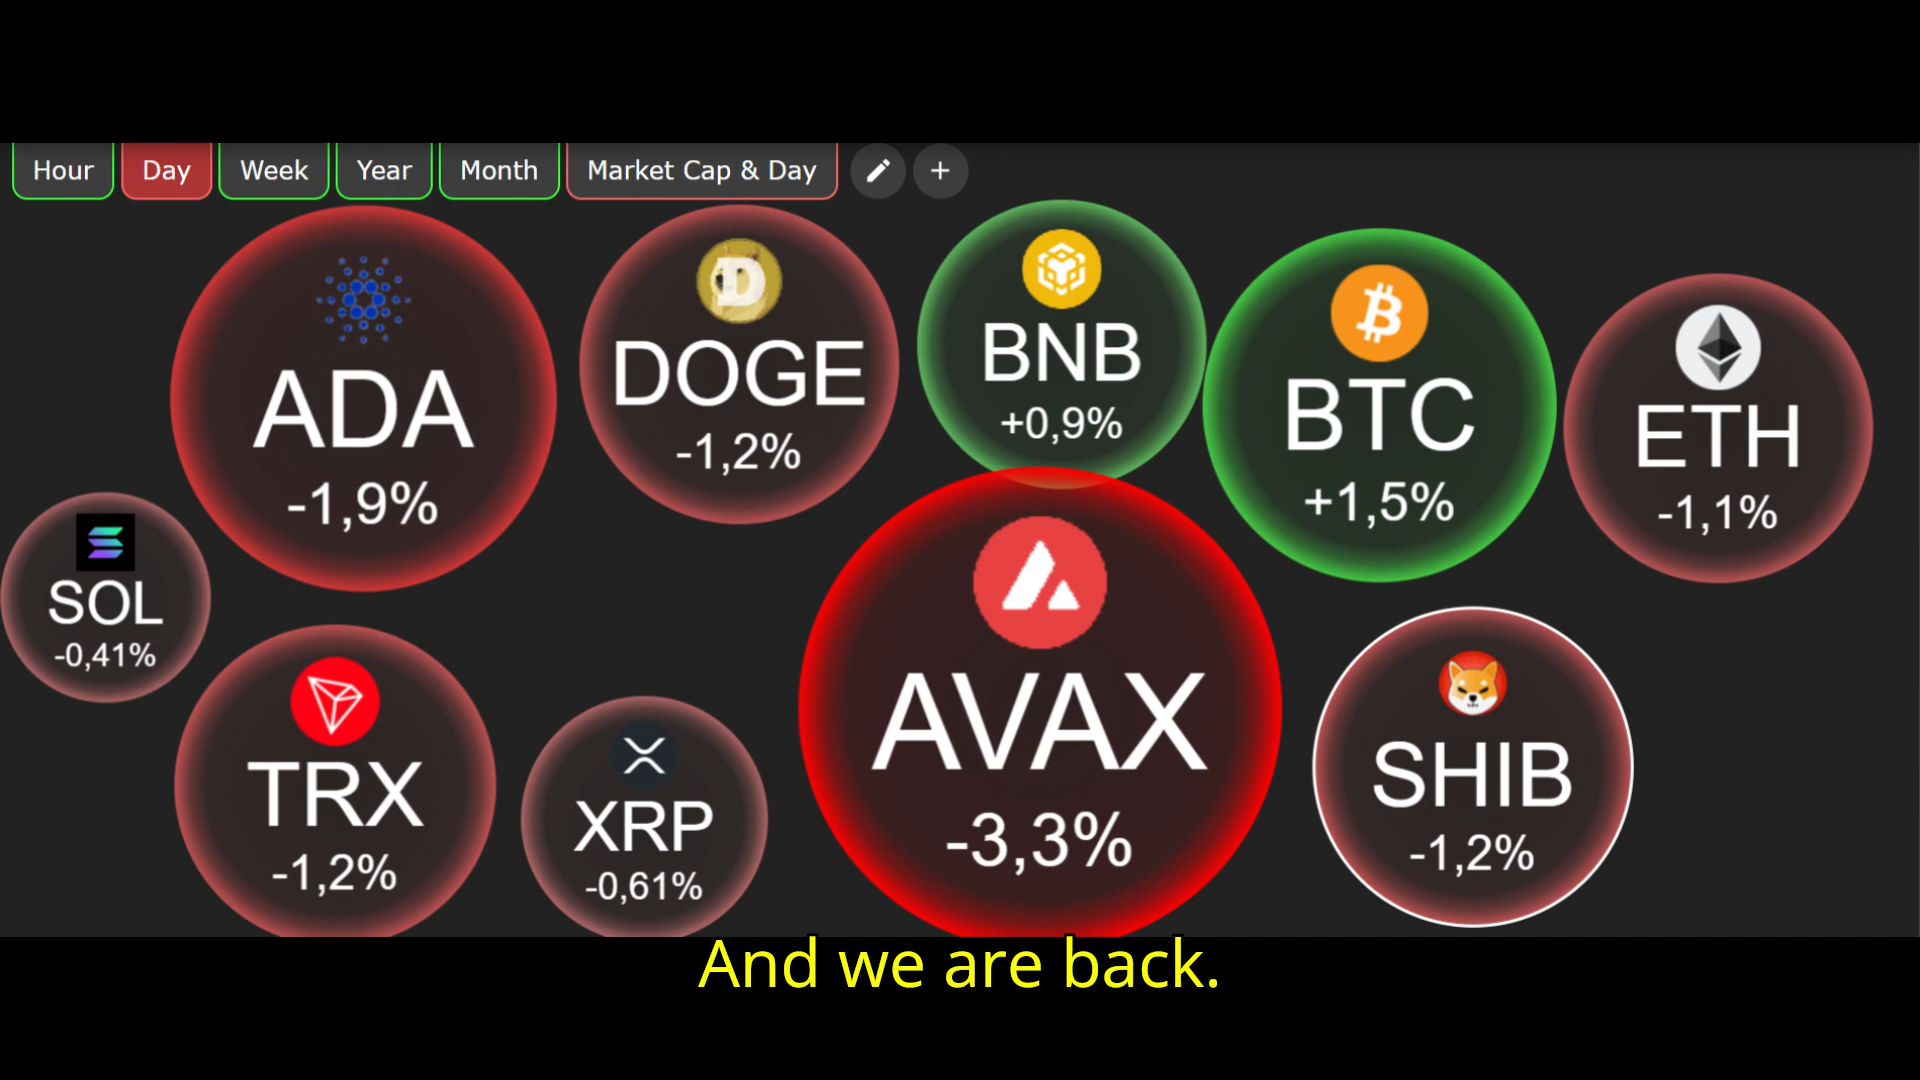 Hour Day Week Year Month Market Cap & Day +
ADA
-1,9%
DOGE
-1,2%
BNB
+0,9%
BTC
+1,5%
ETH
-1,1%
SOL
-0,41%
TRX
-1,2%
XRP
-0,61%
AVAX
-3,3%
SHIB
-1,2%
And we are back.